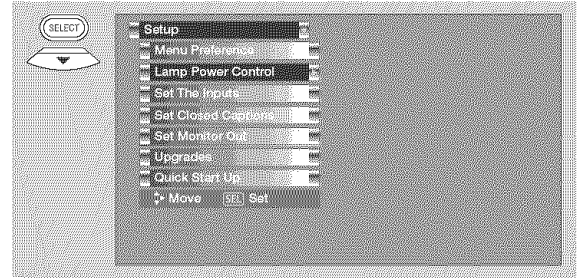 SELECT
Setup
Menu Preference
Lamp Power Control
Set The Inputs
Set Closed Captions
Set Monitor Out
Upgrades
Quick Start Up
Move SEL Set